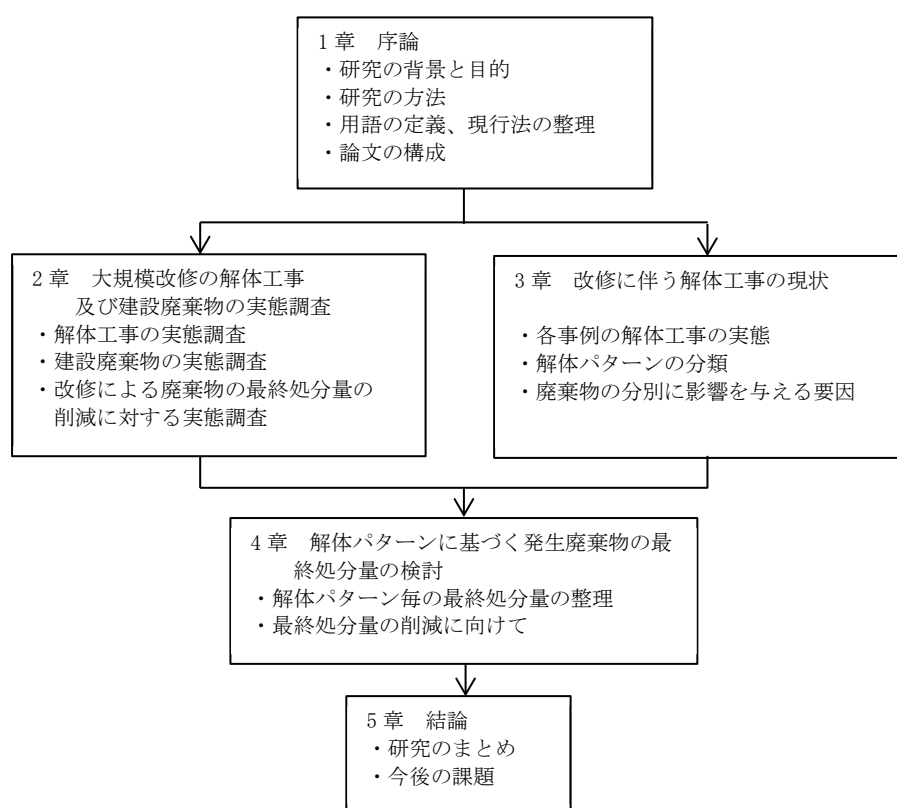 1章 序論
・研究の背景と目的
・研究の方法
・用語の定義、現行法の整理
・論文の構成
2章 大規模改修の解体工事
及び建設廃棄物の実態調査
・解体工事の実態調査
・建設廃棄物の実態調査
・改修による廃棄物の最終処分量の
削減に対する実態調査
3章 改修に伴う解体工事の現状
・各事例の解体工事の実態
・解体パターンの分類
・廃棄物の分別に影響を与える要因
4章 解体パターンに基づく発生廃棄物の最
終処分量の検討
・解体パターン毎の最終処分量の整理
・最終処分量の削減に向けて
5章 結論
・研究のまとめ
・今後の課題